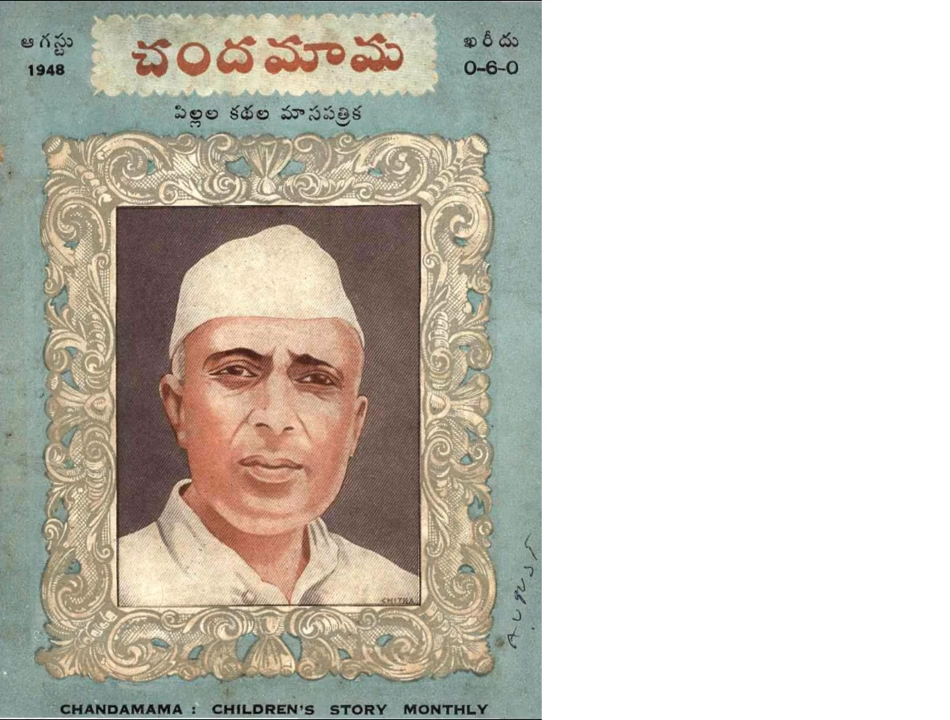 ఆగస్టు
1948
చందమామ
ఖరీదు
0-6-0
పిల్లల కథల మాసపత్రిక
CHITRA
AUGUST
CHANDAMAMA : CHILDREN'S STORY MONTHLY